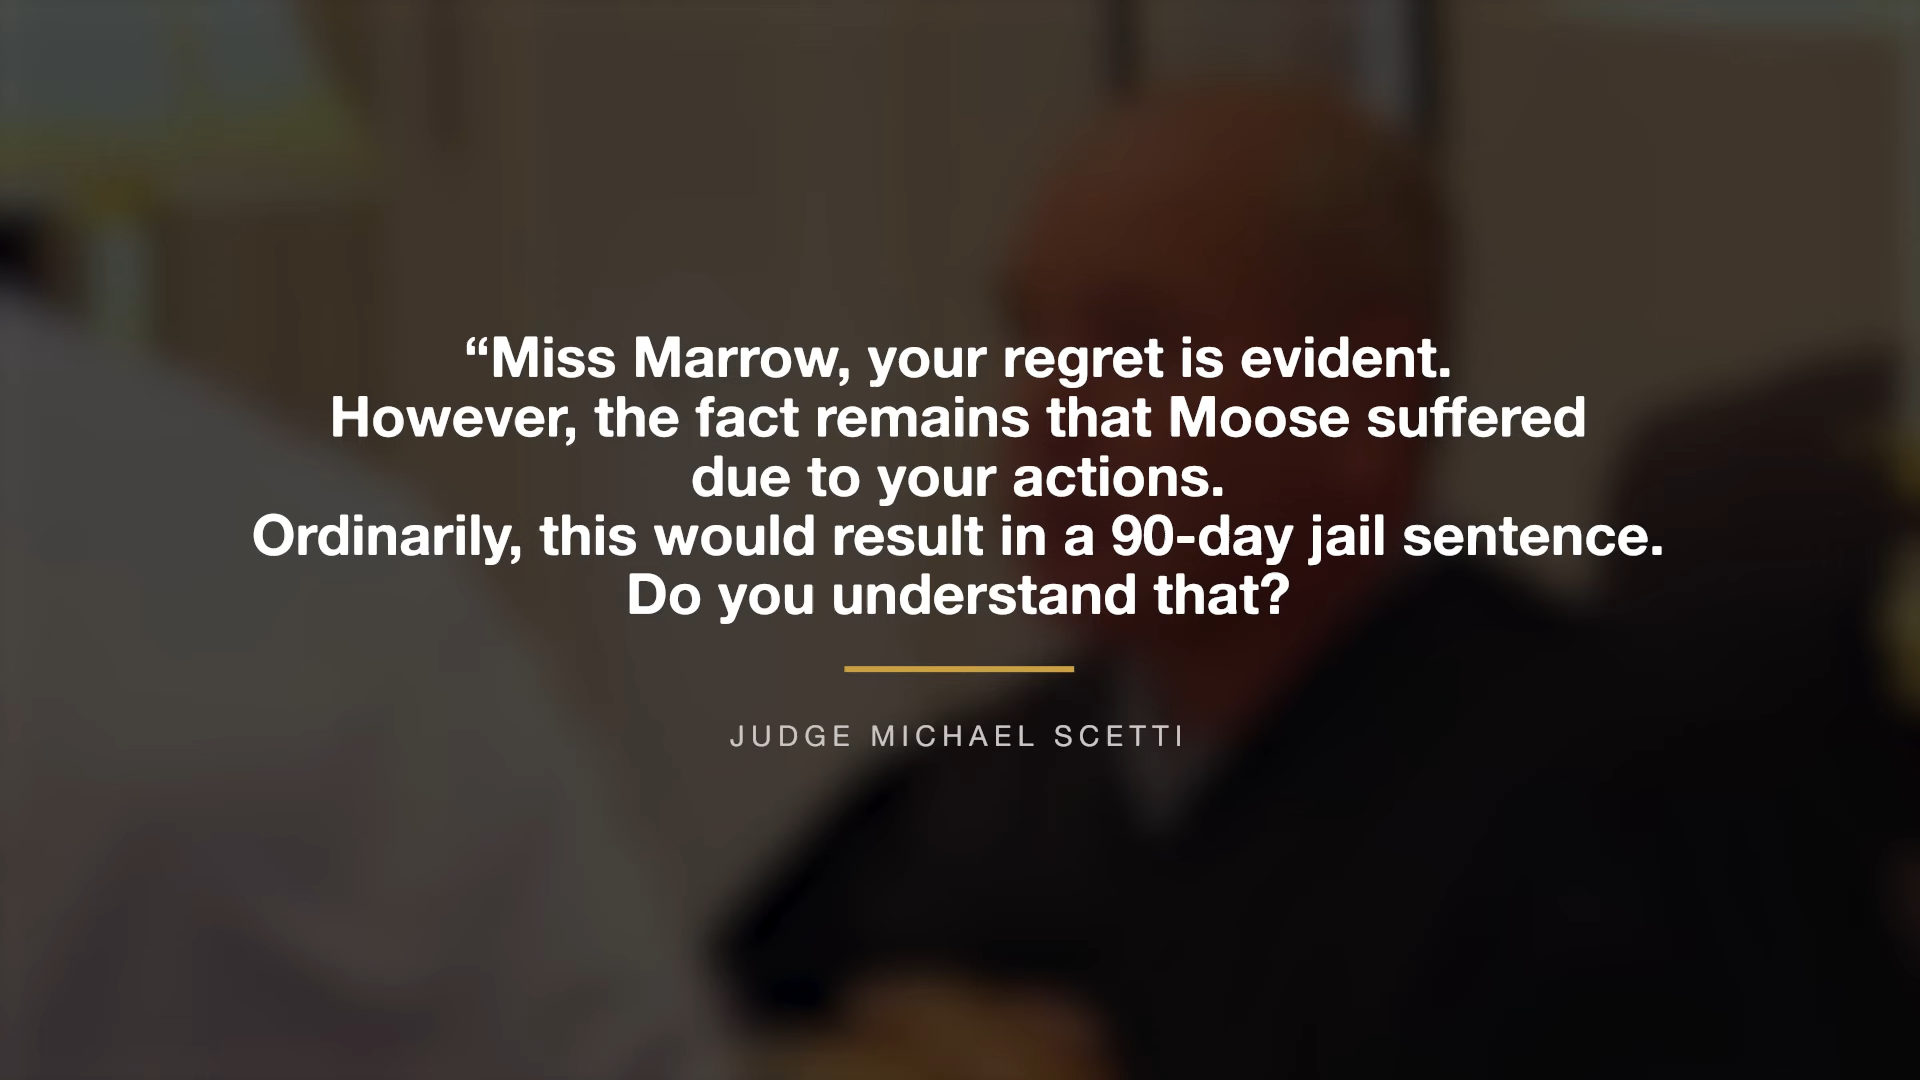 “Miss Marrow, your regret is evident.
However, the fact remains that Moose suffered
due to your actions.
Ordinarily, this would result in a 90-day jail sentence.
Do you understand that?
JUDGE MICHAEL SCETTI